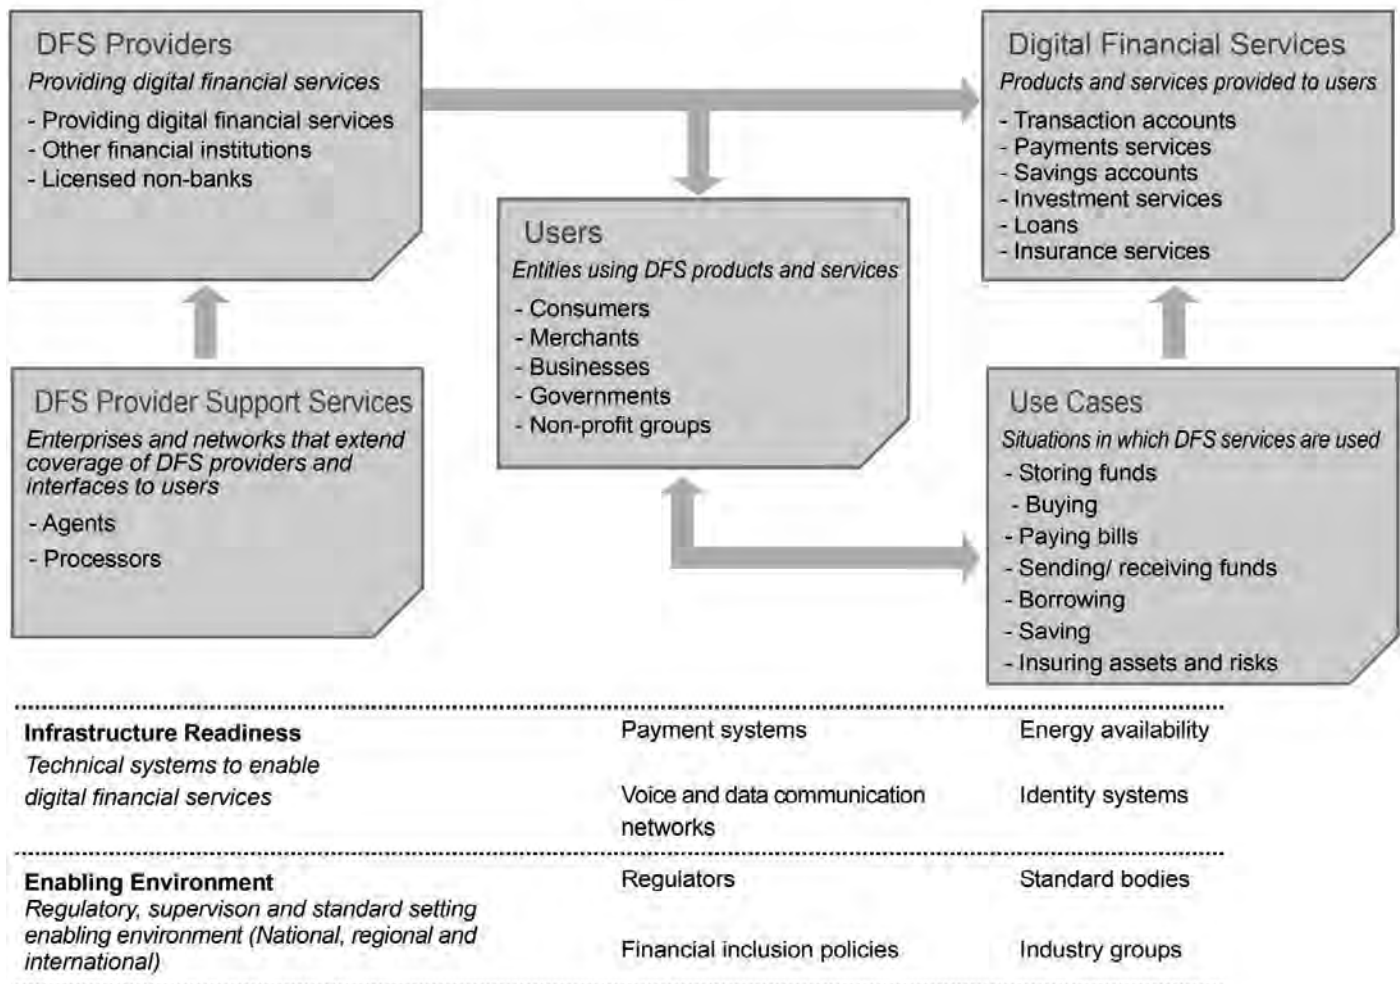 DFS Providers
Providing digital financial services
- Providing digital financial services
- Other financial institutions
- Licensed non-banks
Digital Financial Services
Products and services provided to users
- Transaction accounts
- Payments services
- Savings accounts
- Investment services
- Loans
- Insurance services
Users
Entities using DFS products and services
- Consumers
- Merchants
- Businesses
- Governments
- Non-profit groups
DFS Provider Support Services
Enterprises and networks that extend
coverage of DFS providers and
interfaces to users
- Agents
- Processors
Use Cases
Situations in which DFS services are used
- Storing funds
- Buying
- Paying bills
- Sending/ receiving funds
- Borrowing
- Saving
- Insuring assets and risks
Infrastructure Readiness
Technical systems to enable
digital financial services
Payment systems
Energy availability
Voice and data communication
networks
Identity systems
Enabling Environment
Regulatory, supervison and standard setting
enabling environment (National, regional and
international)
Regulators
Standard bodies
Financial inclusion policies
Industry groups